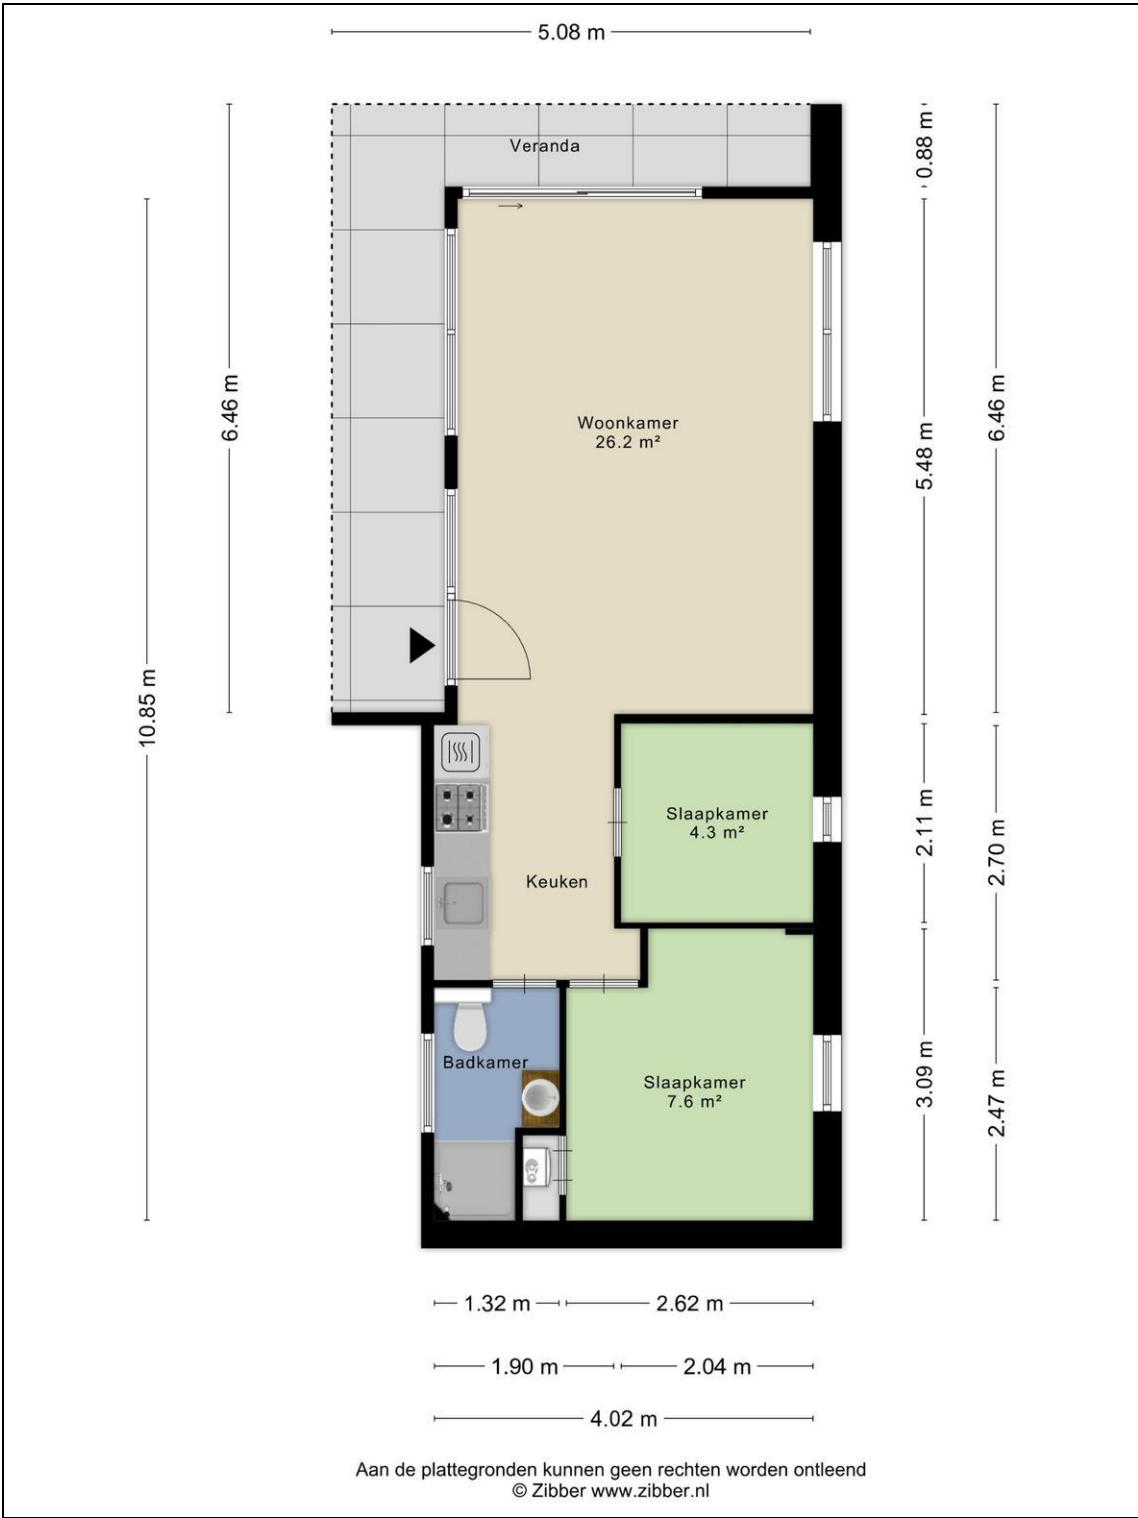 5.08 m
Veranda
0.88 m
6.46 m
Woonkamer
26.2 m²
5.48 m
6.46 m
10.85 m
Slaapkamer
4.3 m²
2.11 m
2.70 m
Keuken
Badkamer
Slaapkamer
7.6 m²
3.09 m
2.47 m
1.32 m
2.62 m
1.90 m
2.04 m
4.02 m
Aan de plattegronden kunnen geen rechten worden ontleend
© Zibber www.zibber.nl